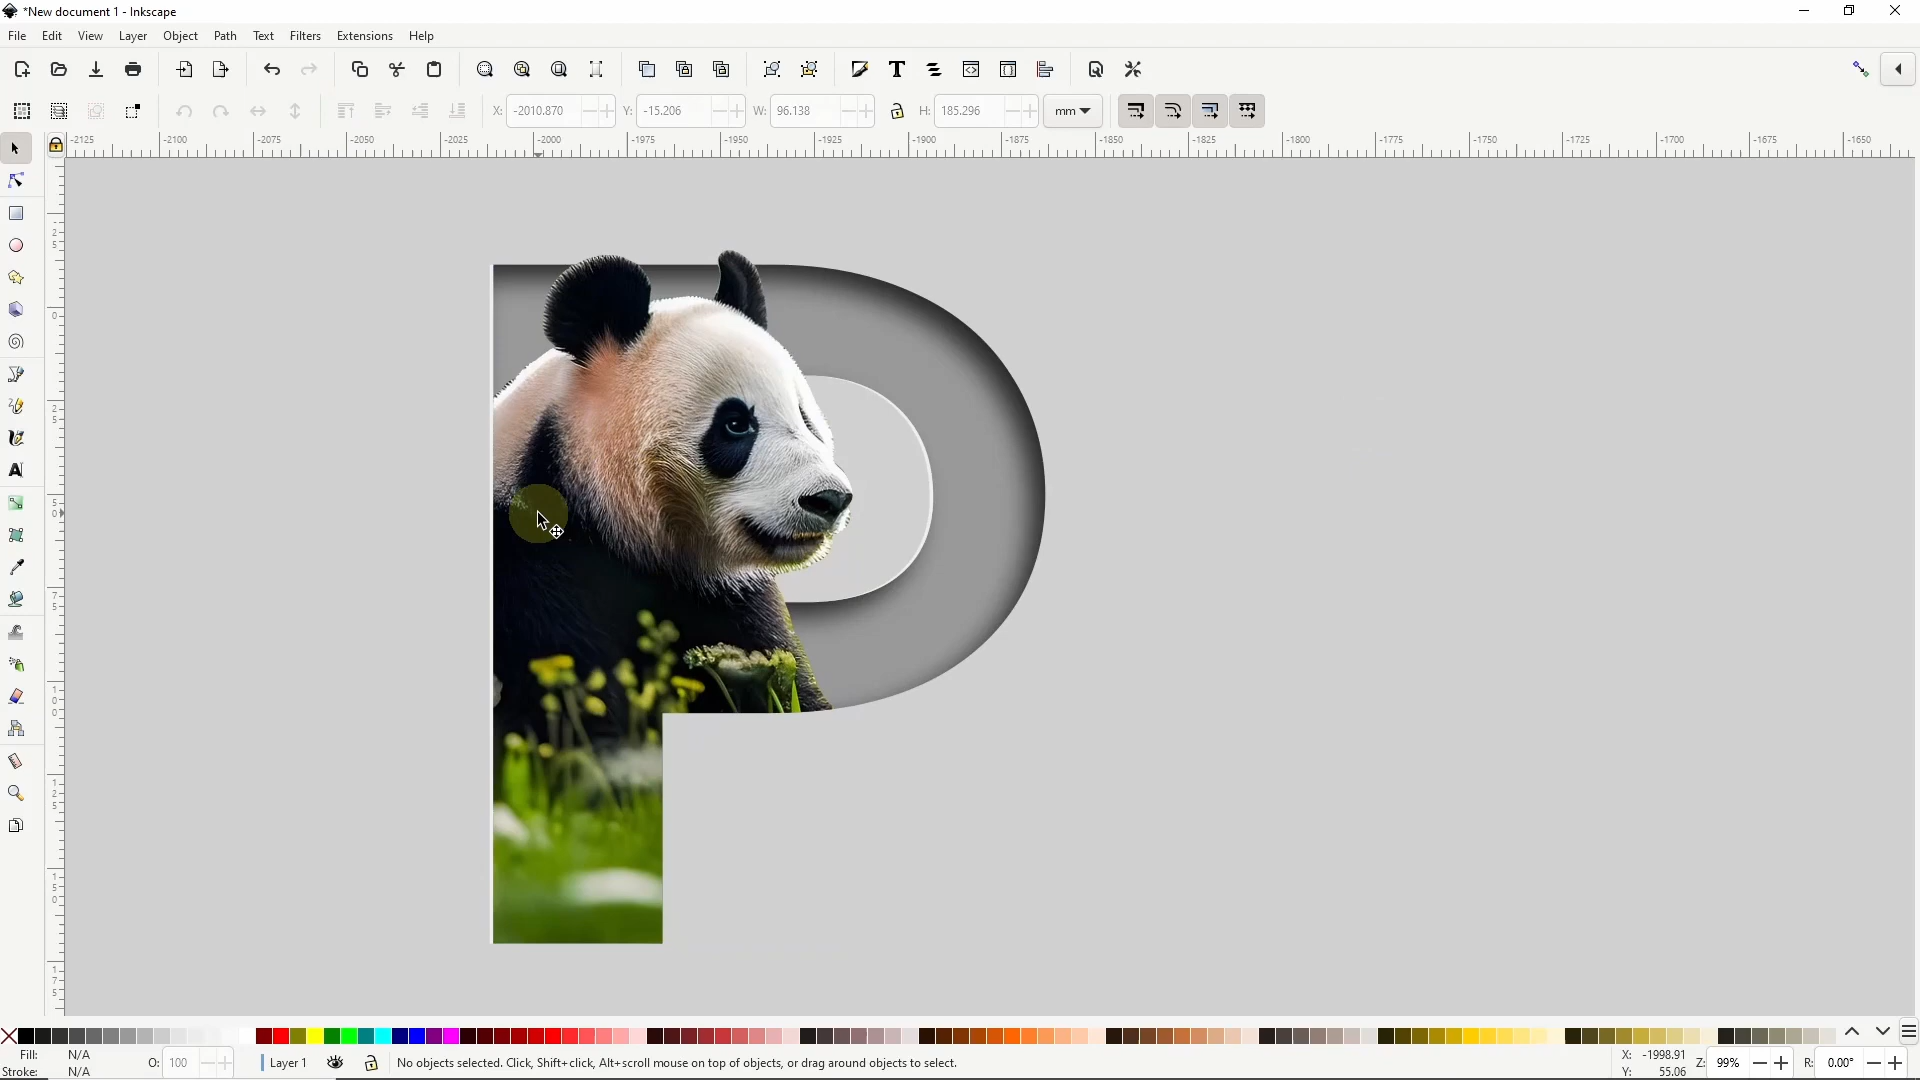 *New document 1 - Inkscape
File Edit View Layer Object Path Text Filters Extensions Help
X: -2010.870 Y: -15.206 W: 96.138 H: 185.296 mm
-2125 -2100 -2075 -2050 -2025 -2000 -1975 -1950 -1925 -1900 -1875 -1850 -1825 -1800 -1775 -1750 -1725 -1700 -1675 -1650
P
Fill: N/A O: 100 Layer 1 No objects selected. Click, Shift+click, Alt+scroll mouse on top of objects, or drag around objects to select. X: -1998.91 Z: 99% R: 0.00°
Stroke: N/A Y: 55.06